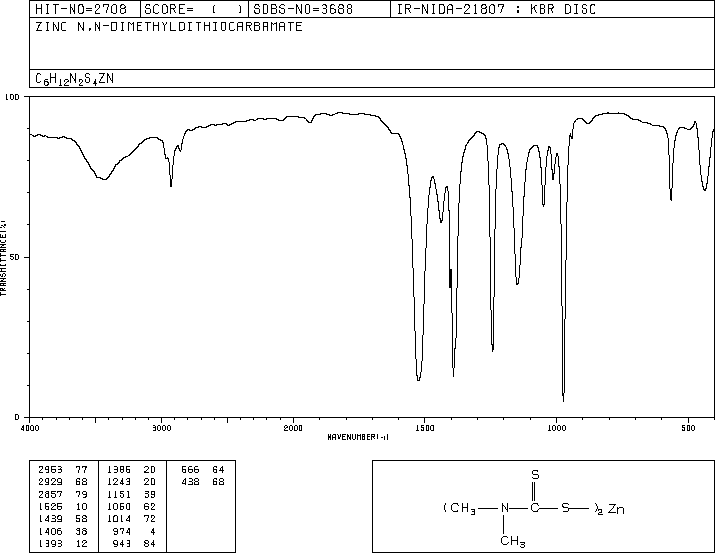 HIT-NO=2708 SCORE= ( ) SDBS-NO=3688 IR-NIDA-21807 : KBR DISC
ZINC N,N-DIMETHYLDITHIOCARBAMATE
C6H12N2S4ZN
100
50
0
TRANSMITTANCE(%)
4000 3000 2000 1500 1000 500
WAVENUMBER(-1)
2963 77 1386 20 566 64
2929 68 1243 20 438 68
2857 79 1151 39
1526 10 1050 62
1439 58 1014 72
1406 38 974 4
1393 12 943 84
S
(CH3 N C S )2 Zn
CH3